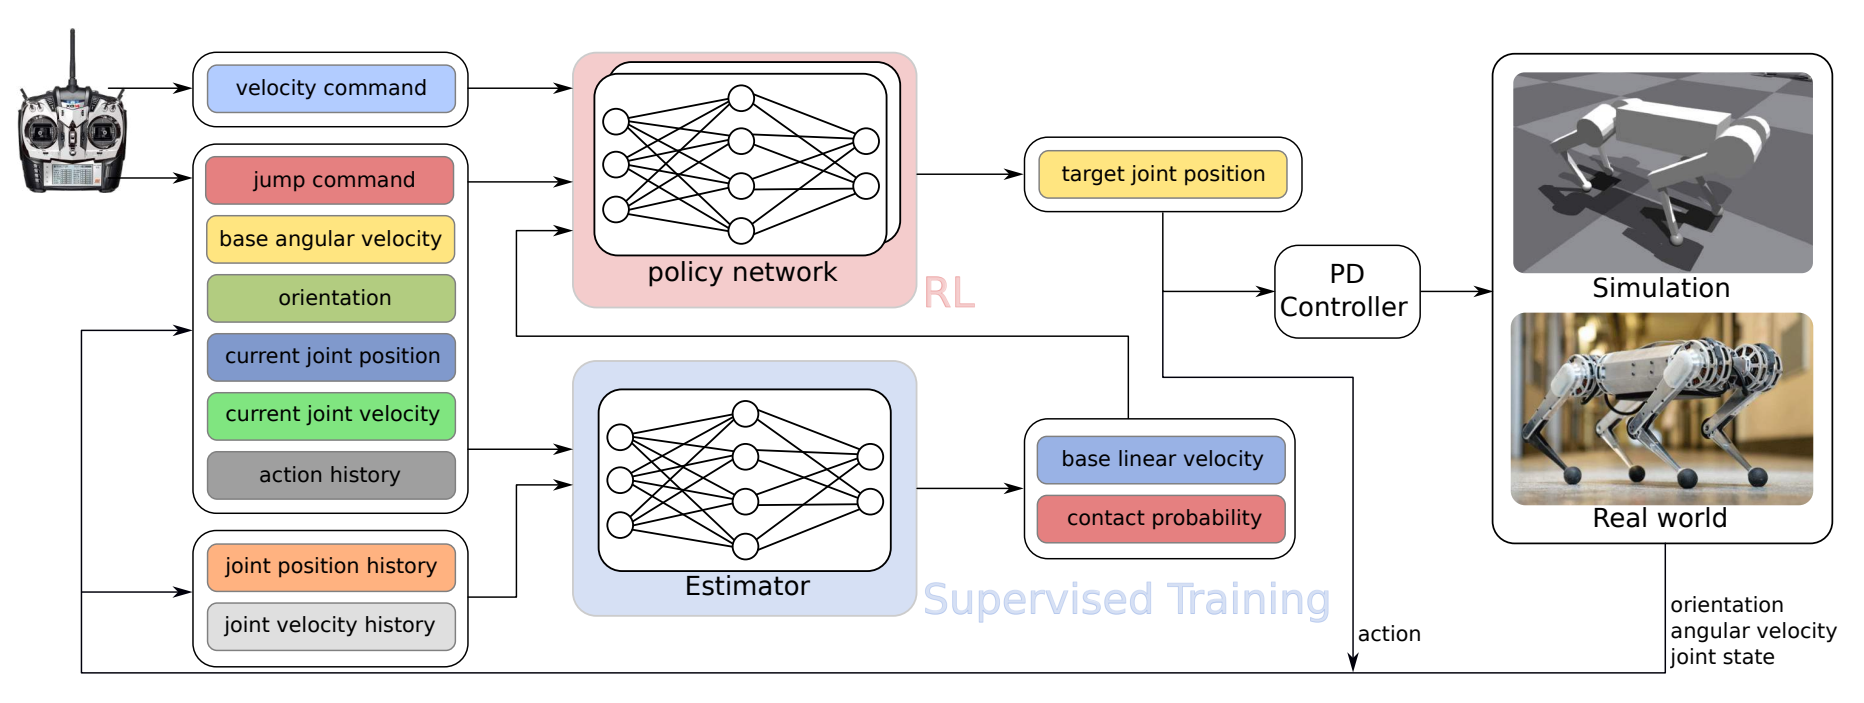 velocity command
jump command
base angular velocity
orientation
current joint position
current joint velocity
action history
joint position history
joint velocity history
policy network
RL
Estimator
Supervised Training
target joint position
base linear velocity
contact probability
PD
Controller
Simulation
Real world
action
orientation
angular velocity
joint state